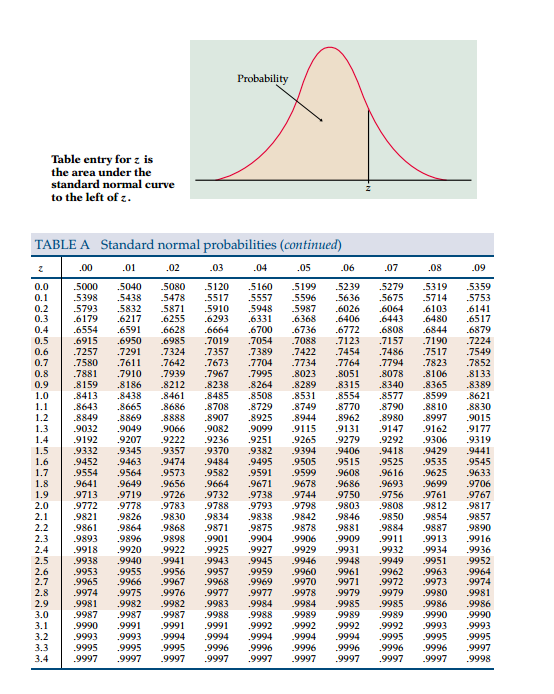 Probability
Table entry for z is
the area under the
standard normal curve
to the left of z.
z
TABLE A Standard normal probabilities (continued)
z .00 .01 .02 .03 .04 .05 .06 .07 .08 .09
0.0 .5000 .5040 .5080 .5120 .5160 .5199 .5239 .5279 .5319 .5359
0.1 .5398 .5438 .5478 .5517 .5557 .5596 .5636 .5675 .5714 .5753
0.2 .5793 .5832 .5871 .5910 .5948 .5987 .6026 .6064 .6103 .6141
0.3 .6179 .6217 .6255 .6293 .6331 .6368 .6406 .6443 .6480 .6517
0.4 .6554 .6591 .6628 .6664 .6700 .6736 .6772 .6808 .6844 .6879
0.5 .6915 .6950 .6985 .7019 .7054 .7088 .7123 .7157 .7190 .7224
0.6 .7257 .7291 .7324 .7357 .7389 .7422 .7454 .7486 .7517 .7549
0.7 .7580 .7611 .7642 .7673 .7704 .7734 .7764 .7794 .7823 .7852
0.8 .7881 .7910 .7939 .7967 .7995 .8023 .8051 .8078 .8106 .8133
0.9 .8159 .8186 .8212 .8238 .8264 .8289 .8315 .8340 .8365 .8389
1.0 .8413 .8438 .8461 .8485 .8508 .8531 .8554 .8577 .8599 .8621
1.1 .8643 .8665 .8686 .8708 .8729 .8749 .8770 .8790 .8810 .8830
1.2 .8849 .8869 .8888 .8907 .8925 .8944 .8962 .8980 .8997 .9015
1.3 .9032 .9049 .9066 .9082 .9099 .9115 .9131 .9147 .9162 .9177
1.4 .9192 .9207 .9222 .9236 .9251 .9265 .9279 .9292 .9306 .9319
1.5 .9332 .9345 .9357 .9370 .9382 .9394 .9406 .9418 .9429 .9441
1.6 .9452 .9463 .9474 .9484 .9495 .9505 .9515 .9525 .9535 .9545
1.7 .9554 .9564 .9573 .9582 .9591 .9599 .9608 .9616 .9625 .9633
1.8 .9641 .9649 .9656 .9664 .9671 .9678 .9686 .9693 .9699 .9706
1.9 .9713 .9719 .9726 .9732 .9738 .9744 .9750 .9756 .9761 .9767
2.0 .9772 .9778 .9783 .9788 .9793 .9798 .9803 .9808 .9812 .9817
2.1 .9821 .9826 .9830 .9834 .9838 .9842 .9846 .9850 .9854 .9857
2.2 .9861 .9864 .9868 .9871 .9875 .9878 .9881 .9884 .9887 .9890
2.3 .9893 .9896 .9898 .9901 .9904 .9906 .9909 .9911 .9913 .9916
2.4 .9918 .9920 .9922 .9925 .9927 .9929 .9931 .9932 .9934 .9936
2.5 .9938 .9940 .9941 .9943 .9945 .9946 .9948 .9949 .9951 .9952
2.6 .9953 .9955 .9956 .9957 .9959 .9960 .9961 .9962 .9963 .9964
2.7 .9965 .9966 .9967 .9968 .9969 .9970 .9971 .9972 .9973 .9974
2.8 .9974 .9975 .9976 .9977 .9977 .9978 .9979 .9979 .9980 .9981
2.9 .9981 .9982 .9982 .9983 .9984 .9984 .9985 .9985 .9986 .9986
3.0 .9987 .9987 .9987 .9988 .9988 .9989 .9989 .9989 .9990 .9990
3.1 .9990 .9991 .9991 .9991 .9992 .9992 .9992 .9992 .9993 .9993
3.2 .9993 .9993 .9994 .9994 .9994 .9994 .9994 .9995 .9995 .9995
3.3 .9995 .9995 .9995 .9996 .9996 .9996 .9996 .9996 .9996 .9997
3.4 .9997 .9997 .9997 .9997 .9997 .9997 .9997 .9997 .9997 .9998